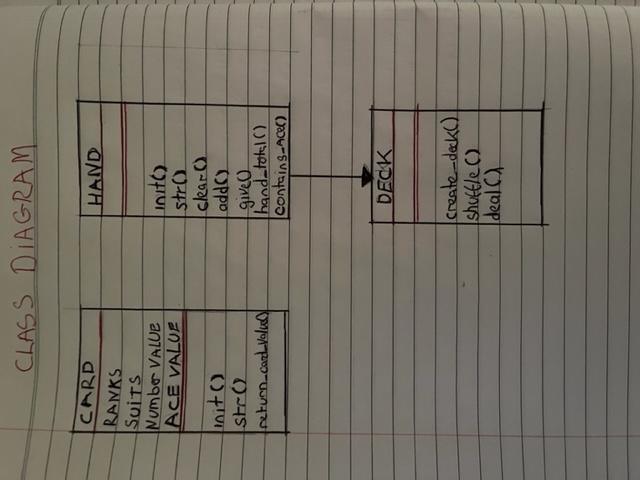 CLASS DiAGRAM
CARD
RANKS
SUiTS
Number VALUE
ACE VALUE
init()
str()
return_card_value()
HAND
init()
str()
clear()
add()
give()
hand_total()
contains_Ace()
DECK
create_deck()
shuffle()
deal()